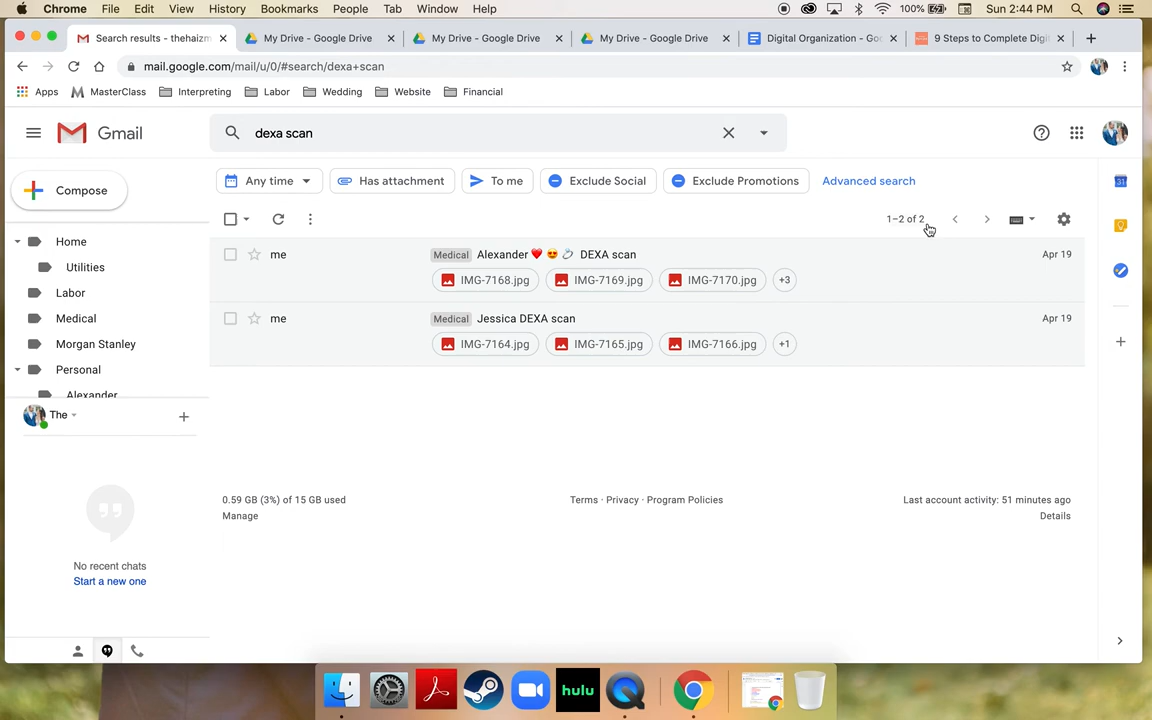 Chrome File Edit View History Bookmarks People Tab Window Help 100% Sun 2:44 PM
Search results - thehaizm My Drive - Google Drive My Drive - Google Drive My Drive - Google Drive Digital Organization - Goo 9 Steps to Complete Digi
mail.google.com/mail/u/0/#search/dexa+scan
Apps MasterClass Interpreting Labor Wedding Website Financial
Gmail dexa scan
Compose
Any time Has attachment To me Exclude Social Exclude Promotions Advanced search
1–2 of 2
Home
Utilities
Labor
Medical
Morgan Stanley
Personal
Alexander
me Medical Alexander ❤️ 😍 💍 DEXA scan Apr 19
IMG-7168.jpg IMG-7169.jpg IMG-7170.jpg +3
me Medical Jessica DEXA scan Apr 19
IMG-7164.jpg IMG-7165.jpg IMG-7166.jpg +1
The
No recent chats
Start a new one
0.59 GB (3%) of 15 GB used
Manage
Terms · Privacy · Program Policies
Last account activity: 51 minutes ago
Details
31
hulu